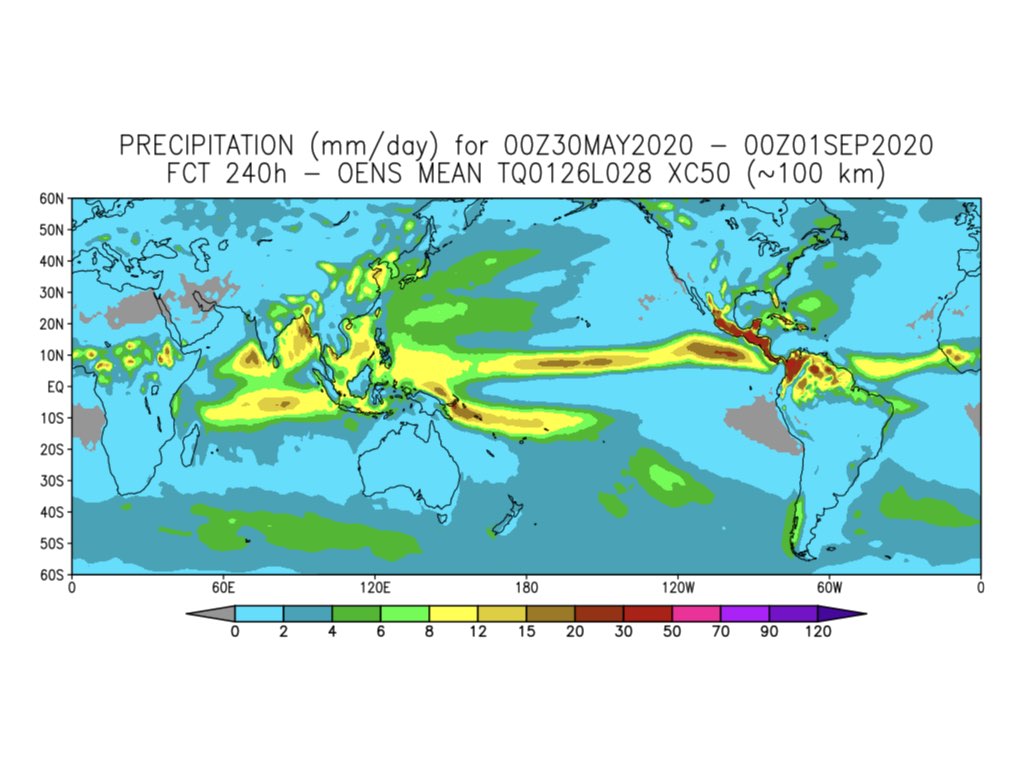 PRECIPITATION (mm/day) for 00Z30MAY2020 – 00Z01SEP2020
FCT 240h – OENS MEAN TQ0126L028 XC50 (~100 km)
60N
50N
40N
30N
20N
10N
EQ
10S
20S
30S
40S
50S
60S
0 60E 120E 180 120W 60W 0
0 2 4 6 8 12 15 20 30 50 70 90 120